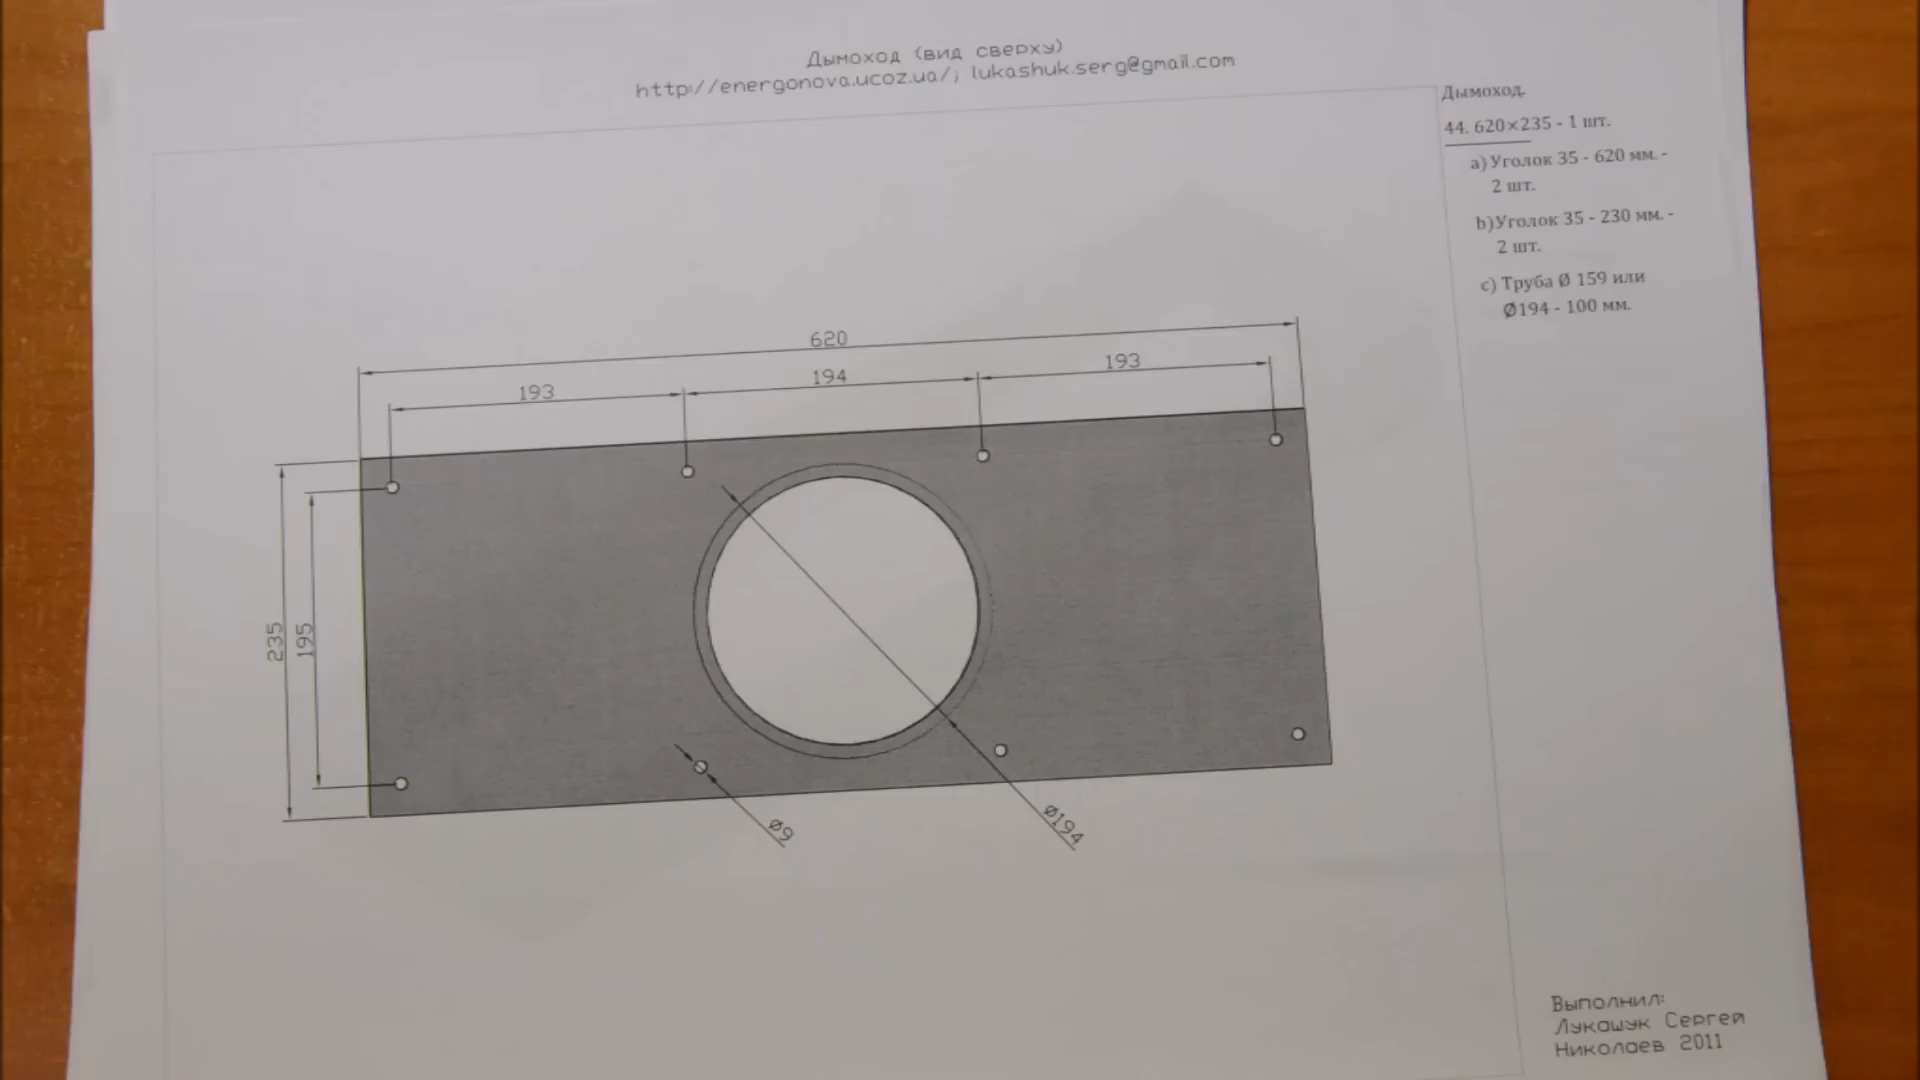 Дымоход (вид сверху)
http://energonova.ucoz.ua/; lukashuk.serg@gmail.com
Дымоход.
44. 620×235 - 1 шт.
a) Уголок 35 - 620 мм. -
2 шт.
b)Уголок 35 - 230 мм. -
2 шт.
c) Труба Ø 159 или
Ø194 - 100 мм.
620
193
194
193
235
195
Ø9
Ø194
Выполнил:
Лукашук Сергей
Николаев 2011